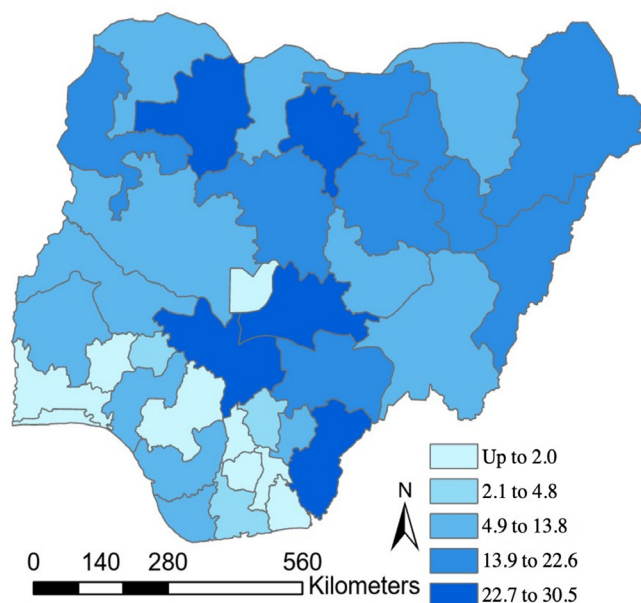 Up to 2.0
2.1 to 4.8
4.9 to 13.8
13.9 to 22.6
22.7 to 30.5
N
0 140 280 560
Kilometers